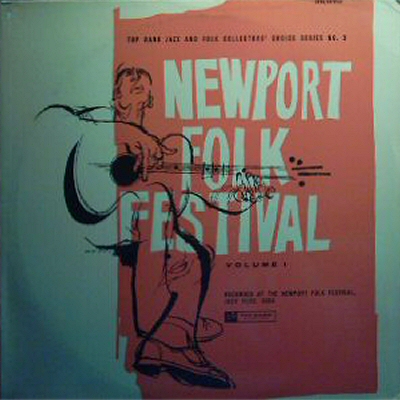 TOP RANK JAZZ AND FOLK COLLECTORS' CHOICE SERIES NO. 2
NEWPORT
FOLK
FESTIVAL
VOLUME I
RECORDED AT THE NEWPORT FOLK FESTIVAL,